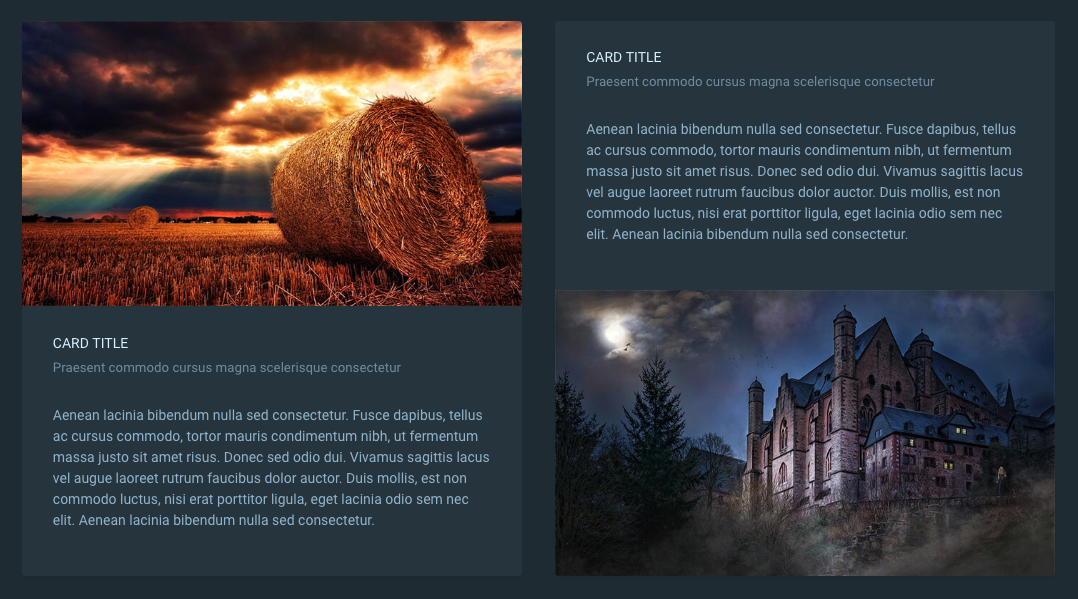 CARD TITLE
Praesent commodo cursus magna scelerisque consectetur
Aenean lacinia bibendum nulla sed consectetur. Fusce dapibus, tellus
ac cursus commodo, tortor mauris condimentum nibh, ut fermentum
massa justo sit amet risus. Donec sed odio dui. Vivamus sagittis lacus
vel augue laoreet rutrum faucibus dolor auctor. Duis mollis, est non
commodo luctus, nisi erat porttitor ligula, eget lacinia odio sem nec
elit. Aenean lacinia bibendum nulla sed consectetur.
CARD TITLE
Praesent commodo cursus magna scelerisque consectetur
Aenean lacinia bibendum nulla sed consectetur. Fusce dapibus, tellus
ac cursus commodo, tortor mauris condimentum nibh, ut fermentum
massa justo sit amet risus. Donec sed odio dui. Vivamus sagittis lacus
vel augue laoreet rutrum faucibus dolor auctor. Duis mollis, est non
commodo luctus, nisi erat porttitor ligula, eget lacinia odio sem nec
elit. Aenean lacinia bibendum nulla sed consectetur.